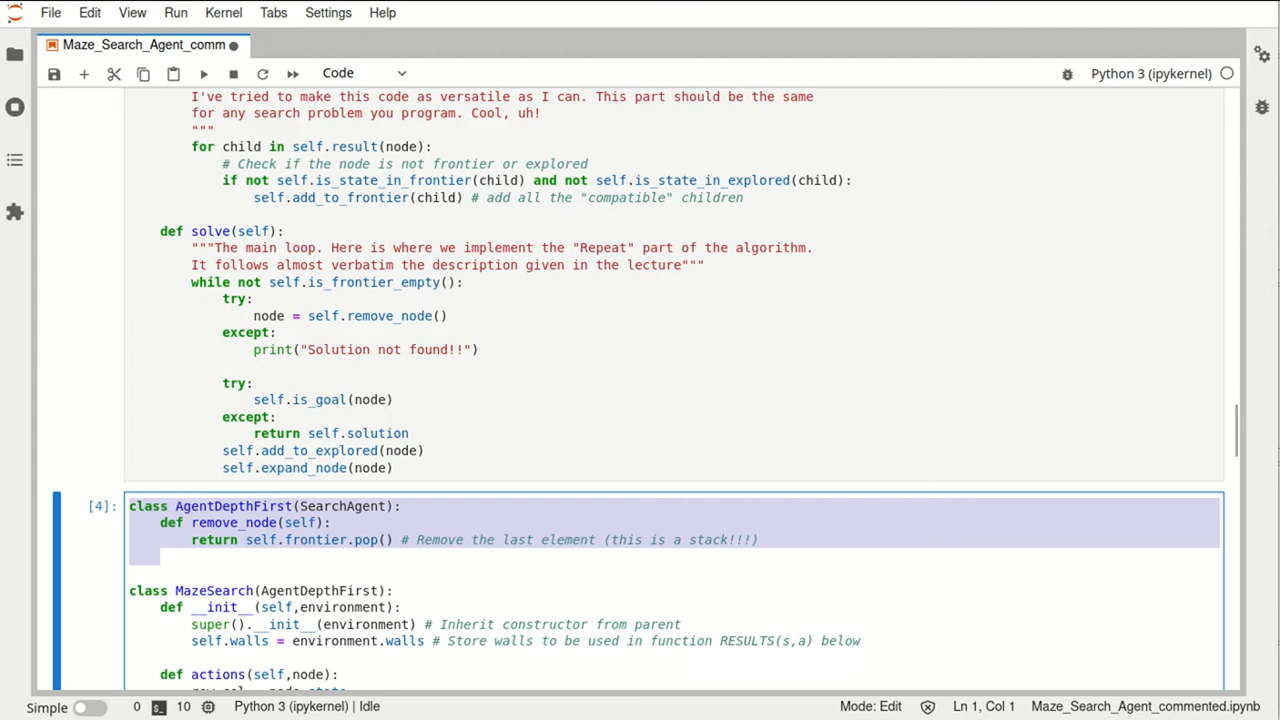 File Edit View Run Kernel Tabs Settings Help
Maze_Search_Agent_comm
Code Python 3 (ipykernel)
I've tried to make this code as versatile as I can. This part should be the same
for any search problem you program. Cool, uh!
"""
for child in self.result(node):
# Check if the node is not frontier or explored
if not self.is_state_in_frontier(child) and not self.is_state_in_explored(child):
self.add_to_frontier(child) # add all the "compatible" children
def solve(self):
"""The main loop. Here is where we implement the "Repeat" part of the algorithm.
It follows almost verbatim the description given in the lecture"""
while not self.is_frontier_empty():
try:
node = self.remove_node()
except:
print("Solution not found!!")
try:
self.is_goal(node)
except:
return self.solution
self.add_to_explored(node)
self.expand_node(node)
[4]: class AgentDepthFirst(SearchAgent):
def remove_node(self):
return self.frontier.pop() # Remove the last element (this is a stack!!!)
class MazeSearch(AgentDepthFirst):
def __init__(self,environment):
super().__init__(environment) # Inherit constructor from parent
self.walls = environment.walls # Store walls to be used in function RESULTS(s,a) below
def actions(self,node):
Simple 0 10 Python 3 (ipykernel) | Idle Mode: Edit Ln 1, Col 1 Maze_Search_Agent_commented.ipynb